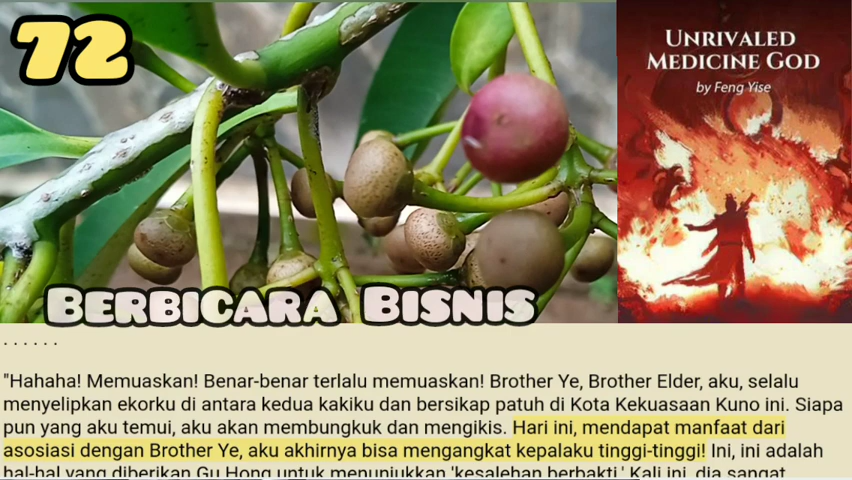 72
UNRIVALED
MEDICINE GOD
by Feng Yise
BERBICARA BISNIS
. . . . . .
"Hahaha! Memuaskan! Benar-benar terlalu memuaskan! Brother Ye, Brother Elder, aku, selalu
menyelipkan ekorku di antara kedua kakiku dan bersikap patuh di Kota Kekuasaan Kuno ini. Siapa
pun yang aku temui, aku akan membungkuk dan mengikis. Hari ini, mendapat manfaat dari
asosiasi dengan Brother Ye, aku akhirnya bisa mengangkat kepalaku tinggi-tinggi! Ini, ini adalah
hal-hal yang diberikan Gu Hong untuk menunjukkan 'kesalehan berbakti.' Kali ini, dia sangat